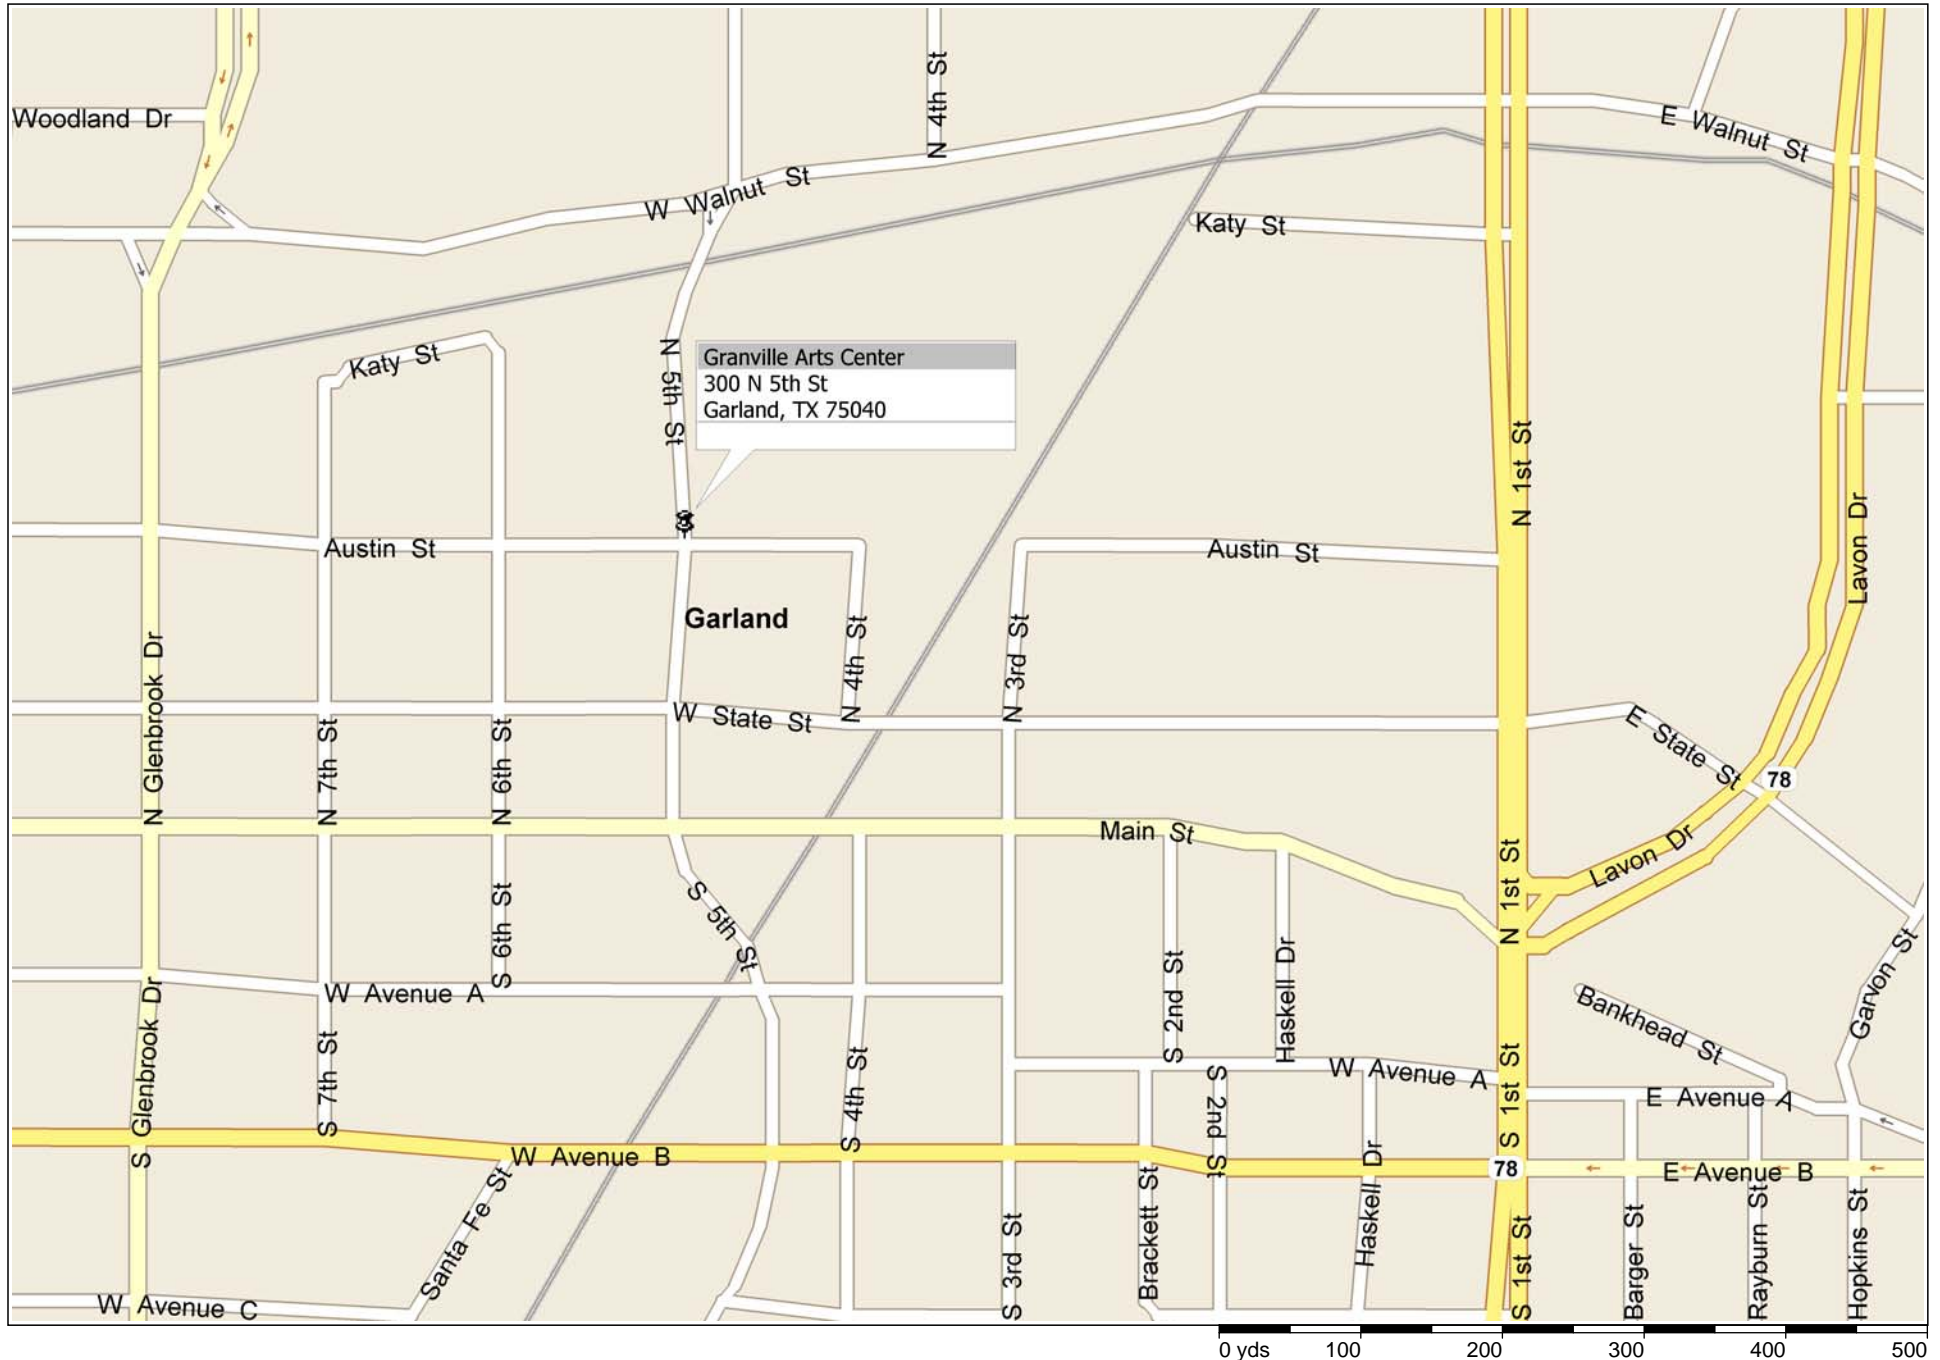 N 4th St
Woodland Dr
E Walnut St
W Walnut St
Katy St
Katy St
N 5th St
Granville Arts Center
300 N 5th St
Garland, TX 75040
N 1st St
Lavon Dr
Austin St
Austin St
Garland
N Glenbrook Dr
N 4th St
N 3rd St
W State St
E State St
N 7th St
N 6th St
78
Main St
Lavon Dr
N 1st St
S 5th St
S 6th St
S 2nd St
Haskell Dr
Garvon St
W Avenue A
Bankhead St
S Glenbrook Dr
S 7th St
S 4th St
W Avenue A
S 1st St
E Avenue A
S 2nd St
W Avenue B
Haskell Dr
78
E Avenue B
Santa Fe St
S 3rd St
Brackett St
S 1st St
Barger St
Rayburn St
Hopkins St
W Avenue C
0 yds 100 200 300 400 500